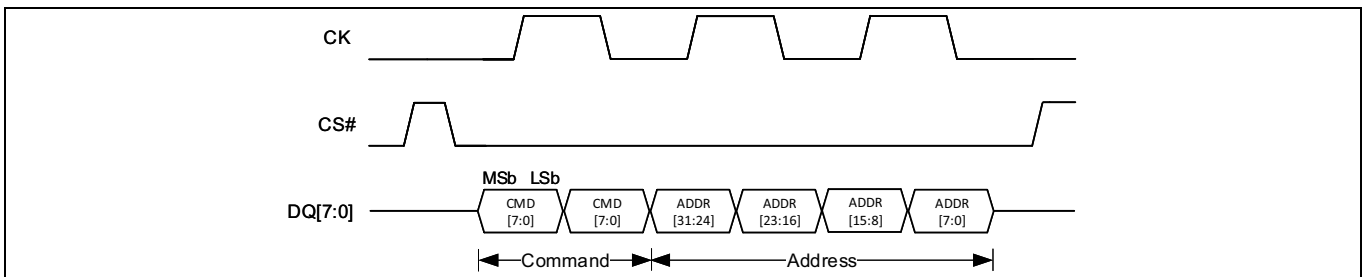 CK
CS#
MSb LSb
DQ[7:0]
CMD CMD ADDR ADDR ADDR ADDR
[7:0] [7:0] [31:24] [23:16] [15:8] [7:0]
Command Address